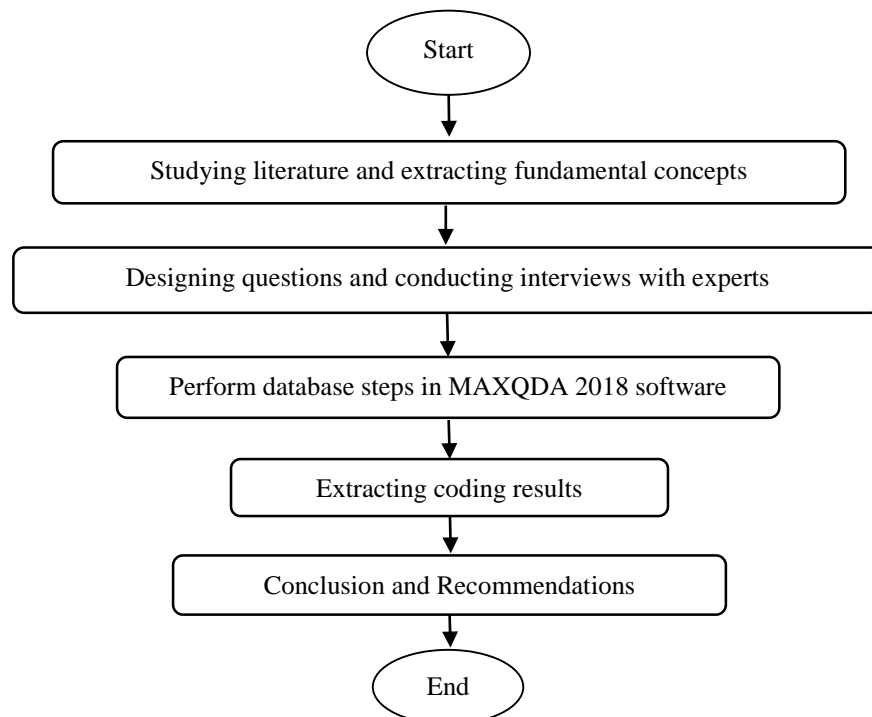 Start
Studying literature and extracting fundamental concepts
Designing questions and conducting interviews with experts
Perform database steps in MAXQDA 2018 software
Extracting coding results
Conclusion and Recommendations
End